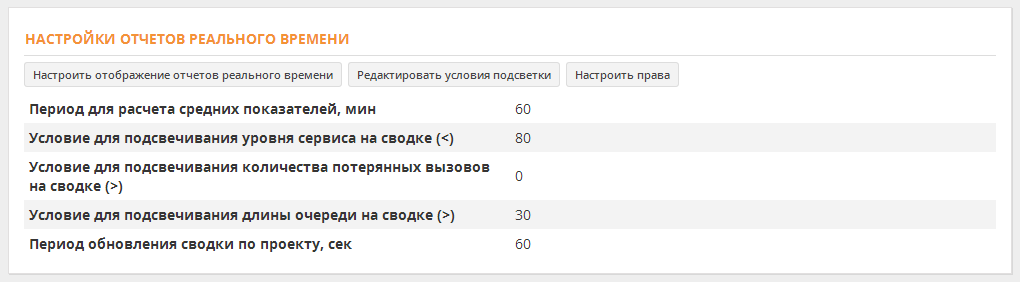 НАСТРОЙКИ ОТЧЕТОВ РЕАЛЬНОГО ВРЕМЕНИ
Настроить отображение отчетов реального времени Редактировать условия подсветки Настроить права
Период для расчета средних показателей, мин 60
Условие для подсвечивания уровня сервиса на сводке (<) 80
Условие для подсвечивания количества потерянных вызовов
на сводке (>) 0
Условие для подсвечивания длины очереди на сводке (>) 30
Период обновления сводки по проекту, сек 60